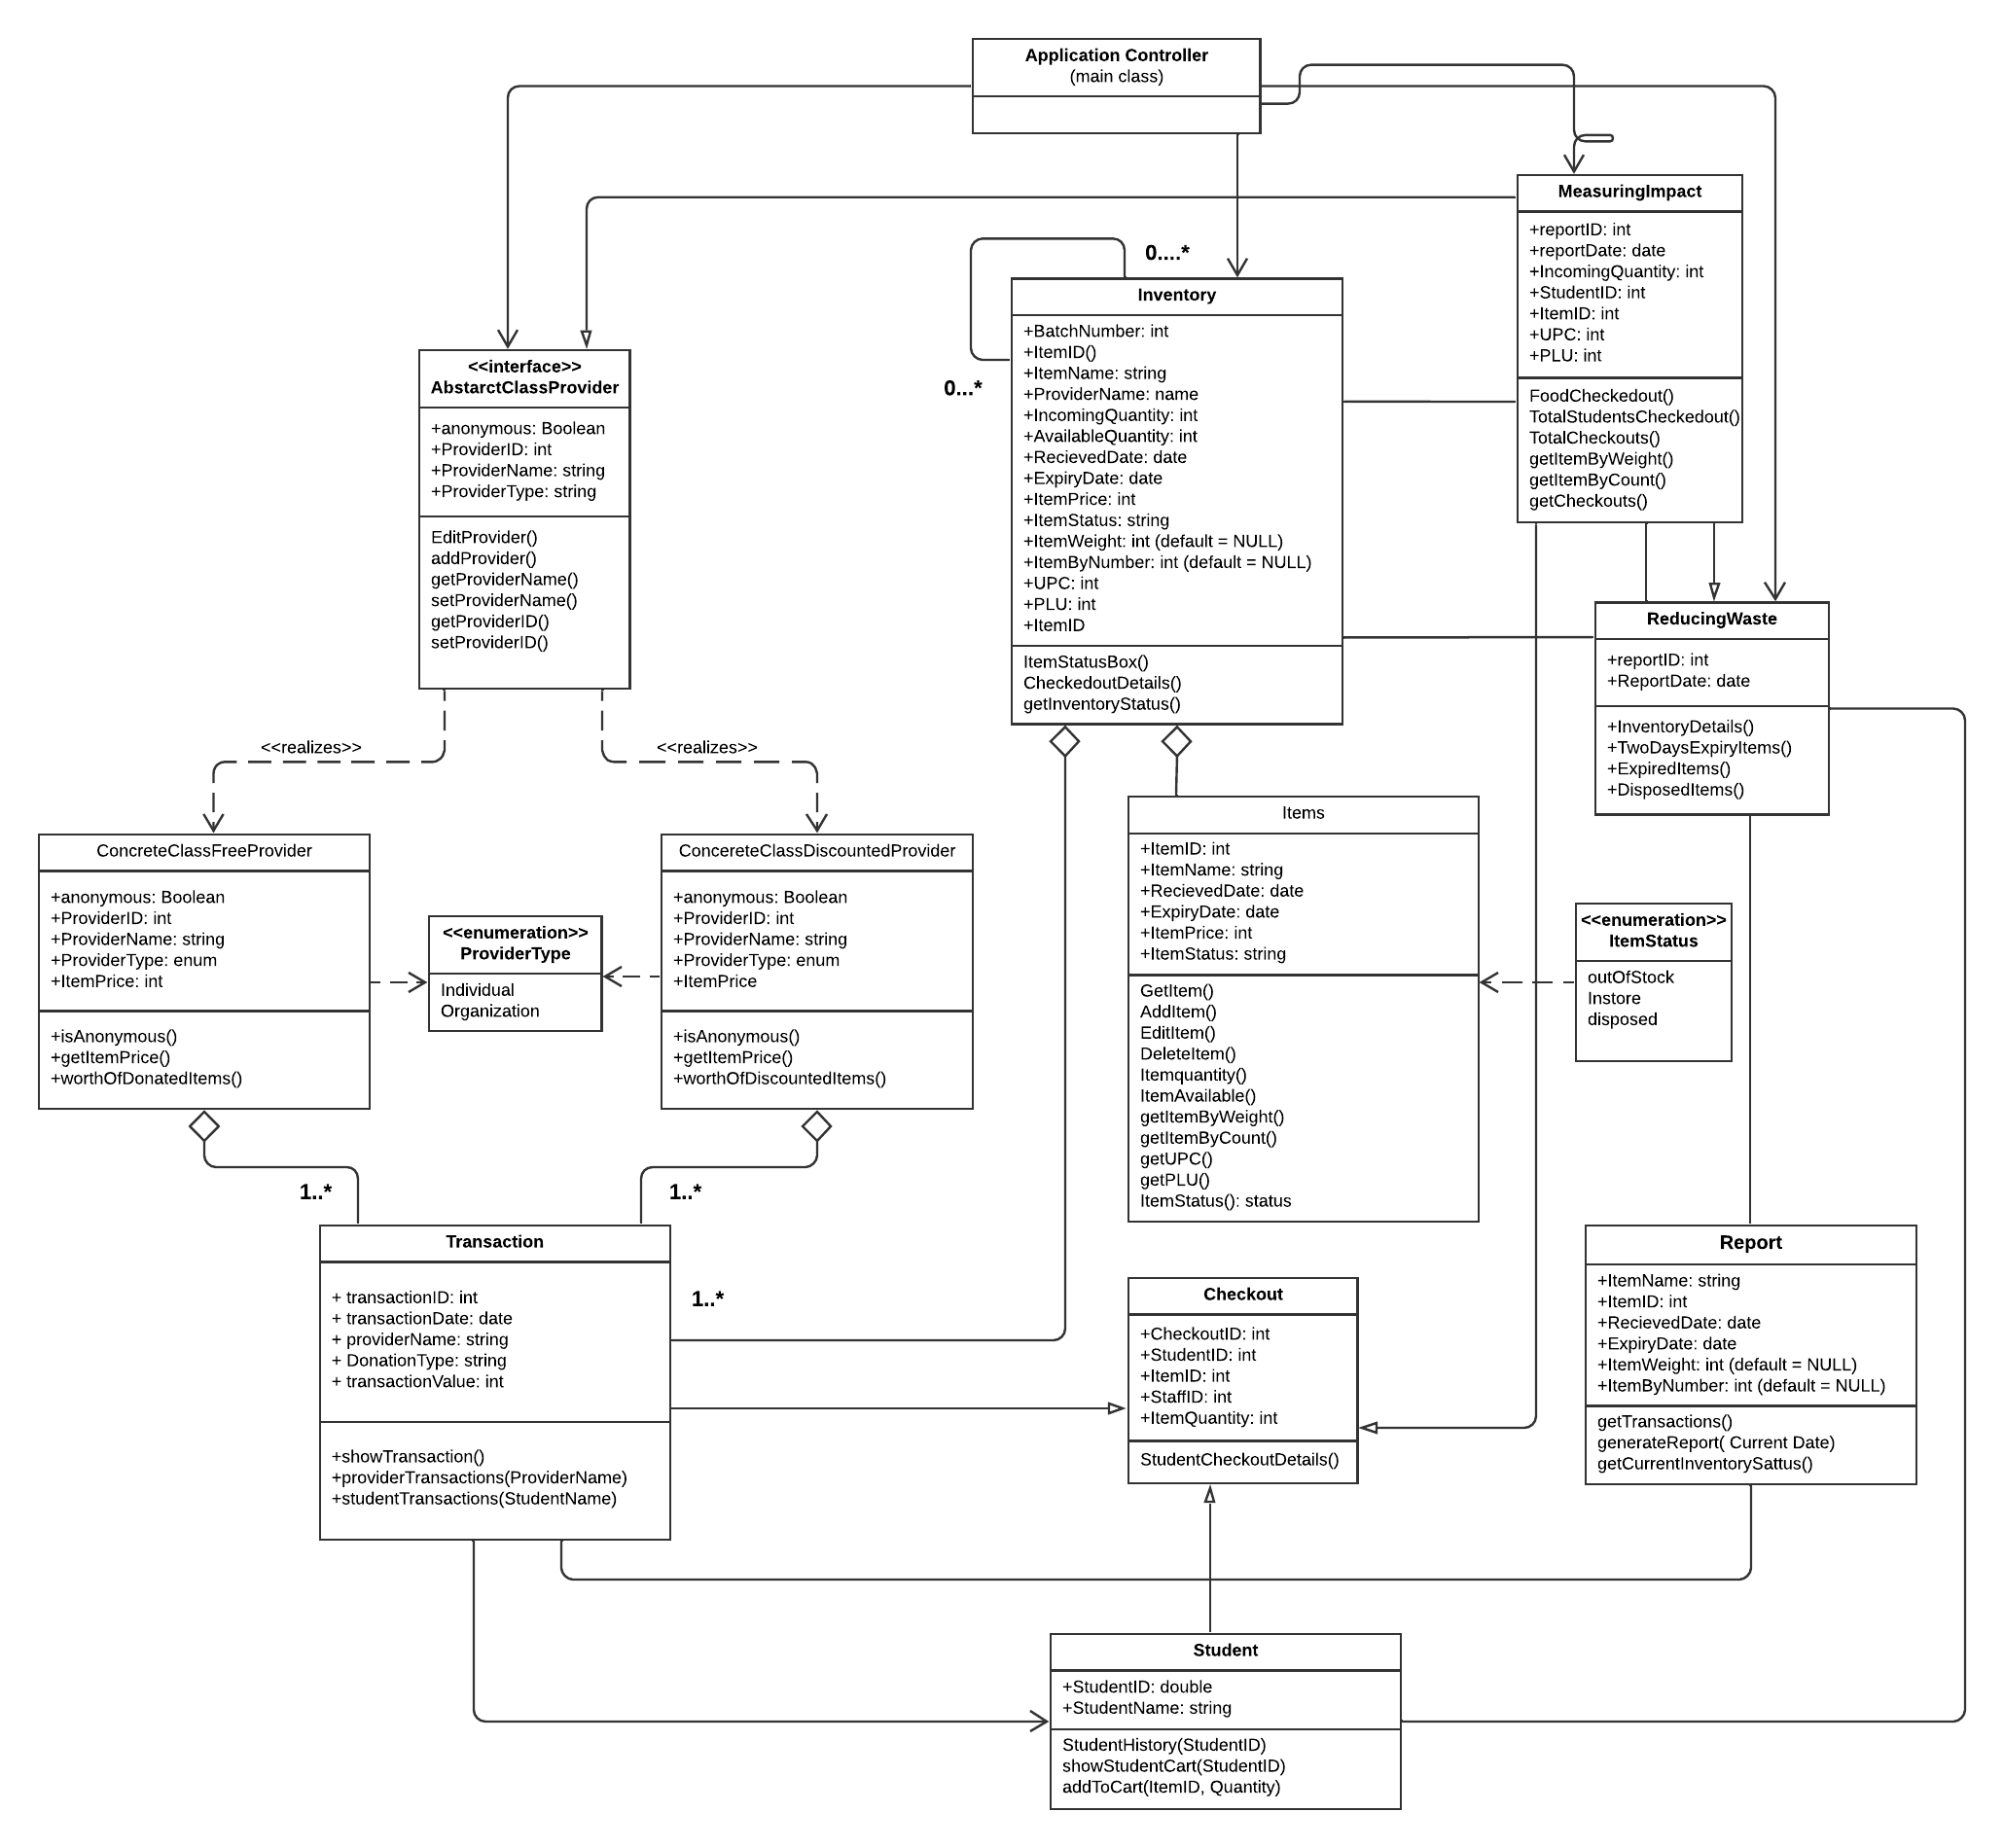 Application Controller
(main class)
MeasuringImpact
+reportID: int
+reportDate: date
+IncomingQuantity: int
+StudentID: int
+ItemID: int
+UPC: int
+PLU: int
FoodCheckedout()
TotalStudentsCheckedout()
TotalCheckouts()
getItemByWeight()
getItemByCount()
getCheckouts()
0....*
0...*
Inventory
+BatchNumber: int
+ItemID()
+ItemName: string
+ProviderName: name
+IncomingQuantity: int
+AvailableQuantity: int
+RecievedDate: date
+ExpiryDate: date
+ItemPrice: int
+ItemStatus: string
+ItemWeight: int (default = NULL)
+ItemByNumber: int (default = NULL)
+UPC: int
+PLU: int
+ItemID
ItemStatusBox()
CheckedoutDetails()
getInventoryStatus()
<<interface>>
AbstarctClassProvider
+anonymous: Boolean
+ProviderID: int
+ProviderName: string
+ProviderType: string
EditProvider()
addProvider()
getProviderName()
setProviderName()
getProviderID()
setProviderID()
ReducingWaste
+reportID: int
+ReportDate: date
+InventoryDetails()
+TwoDaysExpiryItems()
+ExpiredItems()
+DisposedItems()
<<realizes>>
<<realizes>>
ConcreteClassFreeProvider
+anonymous: Boolean
+ProviderID: int
+ProviderName: string
+ProviderType: enum
+ItemPrice: int
+isAnonymous()
+getItemPrice()
+worthOfDonatedItems()
<<enumeration>>
ProviderType
Individual
Organization
ConcereteClassDiscountedProvider
+anonymous: Boolean
+ProviderID: int
+ProviderName: string
+ProviderType: enum
+ItemPrice
+isAnonymous()
+getItemPrice()
+worthOfDiscountedItems()
Items
+ItemID: int
+ItemName: string
+RecievedDate: date
+ExpiryDate: date
+ItemPrice: int
+ItemStatus: string
GetItem()
AddItem()
EditItem()
DeleteItem()
Itemquantity()
ItemAvailable()
getItemByWeight()
getItemByCount()
getUPC()
getPLU()
ItemStatus(): status
<<enumeration>>
ItemStatus
outOfStock
Instore
disposed
1..*
1..*
1..*
Transaction
+ transactionID: int
+ transactionDate: date
+ providerName: string
+ DonationType: string
+ transactionValue: int
+showTransaction()
+providerTransactions(ProviderName)
+studentTransactions(StudentName)
Checkout
+CheckoutID: int
+StudentID: int
+ItemID: int
+StaffID: int
+ItemQuantity: int
StudentCheckoutDetails()
Report
+ItemName: string
+ItemID: int
+RecievedDate: date
+ExpiryDate: date
+ItemWeight: int (default = NULL)
+ItemByNumber: int (default = NULL)
getTransactions()
generateReport( Current Date)
getCurrentInventorySattus()
Student
+StudentID: double
+StudentName: string
StudentHistory(StudentID)
showStudentCart(StudentID)
addToCart(ItemID, Quantity)